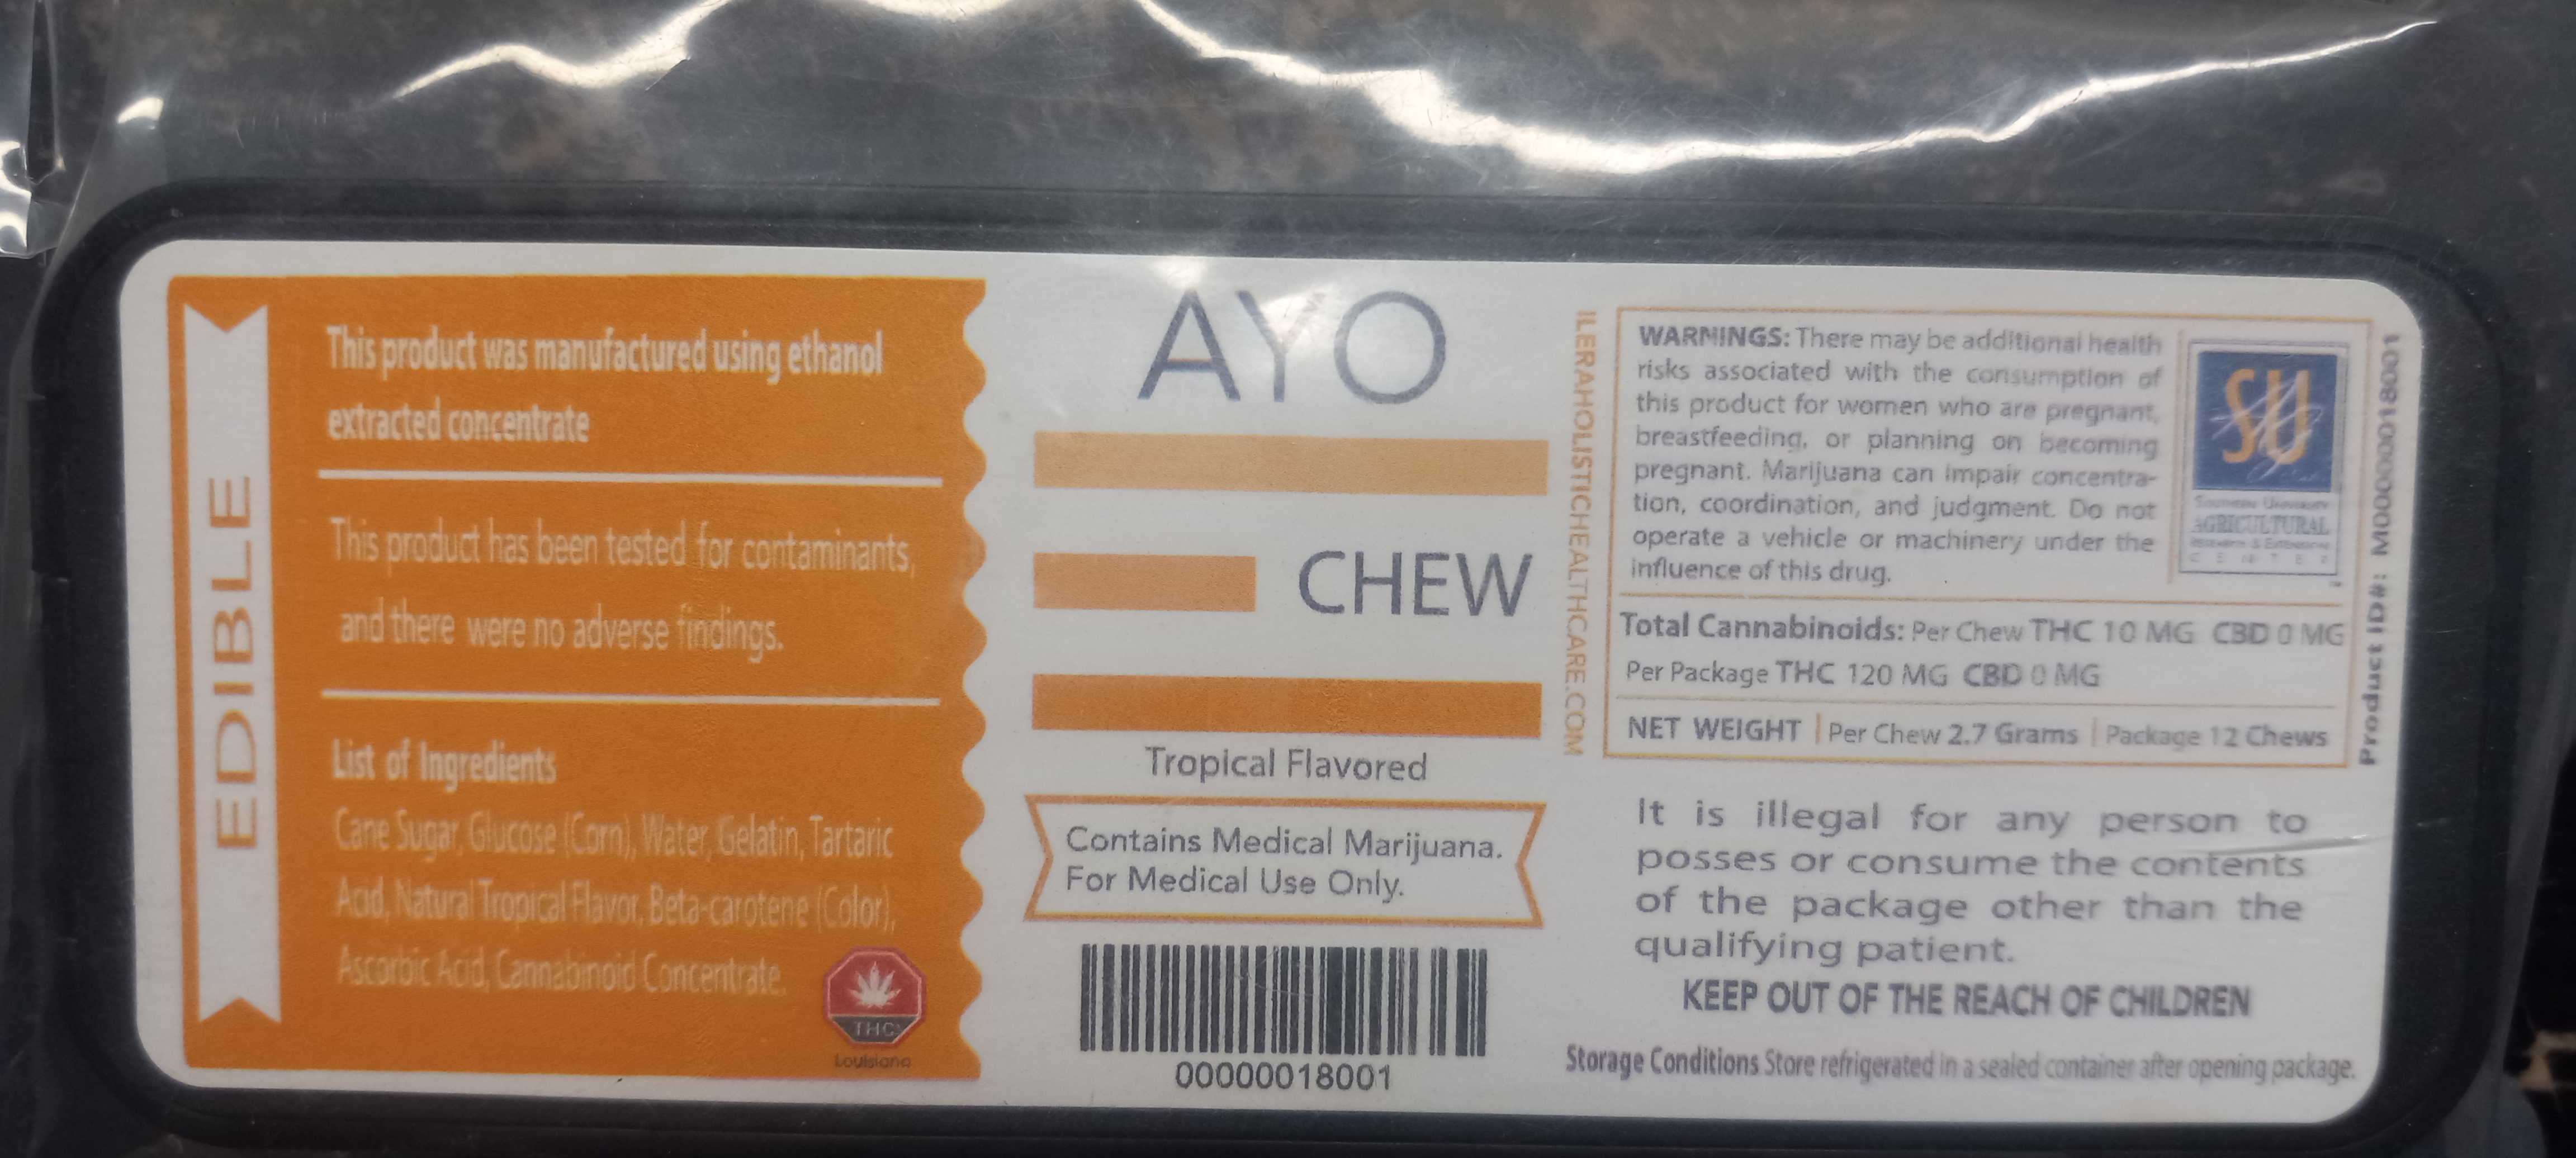 EDIBLE
This product was manufactured using ethanol
extracted concentrate
This product has been tested for contaminants,
and there were no adverse findings.
List of Ingredients
Cane Sugar, Glucose (Corn), Water, Gelatin, Tartaric
Acid, Natural Tropical Flavor, Beta-carotene (Color),
Ascorbic Acid, Cannabinoid Concentrate.
THC
Louisiana
AYO
CHEW
Tropical Flavored
Contains Medical Marijuana.
For Medical Use Only.
00000018001
ILERAHOLISTICHEALTHCARE.COM
WARNINGS: There may be additional health
risks associated with the consumption of
this product for women who are pregnant,
breastfeeding, or planning on becoming
pregnant. Marijuana can impair concentra-
tion, coordination, and judgment. Do not
operate a vehicle or machinery under the
influence of this drug.
SU
Southern University
AGRICULTURAL
Research & Extension
CENTER
Total Cannabinoids: Per Chew THC 10 MG CBD 0 MG
Per Package THC 120 MG CBD 0 MG
NET WEIGHT | Per Chew 2.7 Grams | Package 12 Chews
Product ID#: M00000018001
It is illegal for any person to
posses or consume the contents
of the package other than the
qualifying patient.
KEEP OUT OF THE REACH OF CHILDREN
Storage Conditions Store refrigerated in a sealed container after opening package.